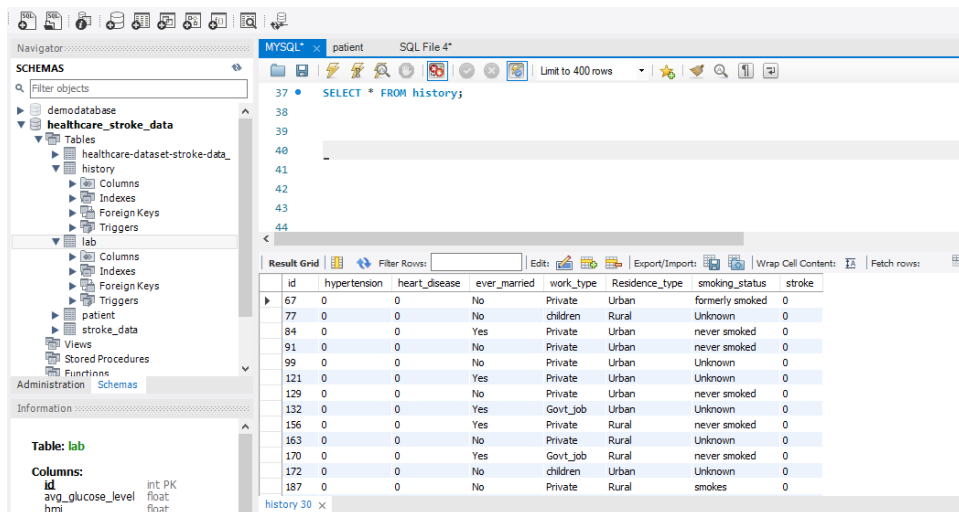 SQL SQL
Navigator
MYSQL* × patient SQL File 4*
SCHEMAS
Filter objects
Limit to 400 rows
demodatabase
healthcare_stroke_data
Tables
healthcare-dataset-stroke-data_
history
Columns
Indexes
Foreign Keys
Triggers
lab
Columns
Indexes
Foreign Keys
Triggers
patient
stroke_data
Views
Stored Procedures
Functions
Administration Schemas
Information
Table: lab
Columns:
id int PK
avg_glucose_level float
bmi float
37 SELECT * FROM history;
38
39
40
41
42
43
44
Result Grid Filter Rows: Edit: Export/Import: Wrap Cell Content: Fetch rows:
id hypertension heart_disease ever_married work_type Residence_type smoking_status stroke
67 0 0 No Private Urban formerly smoked 0
77 0 0 No children Rural Unknown 0
84 0 0 Yes Private Urban never smoked 0
91 0 0 No Private Urban never smoked 0
99 0 0 No Private Urban Unknown 0
121 0 0 Yes Private Urban Unknown 0
129 0 0 No Private Urban never smoked 0
132 0 0 Yes Govt_job Urban Unknown 0
156 0 0 Yes Private Rural never smoked 0
163 0 0 No Private Rural Unknown 0
170 0 0 Yes Govt_job Rural never smoked 0
172 0 0 No children Urban Unknown 0
187 0 0 No Private Rural smokes 0
history 30 ×